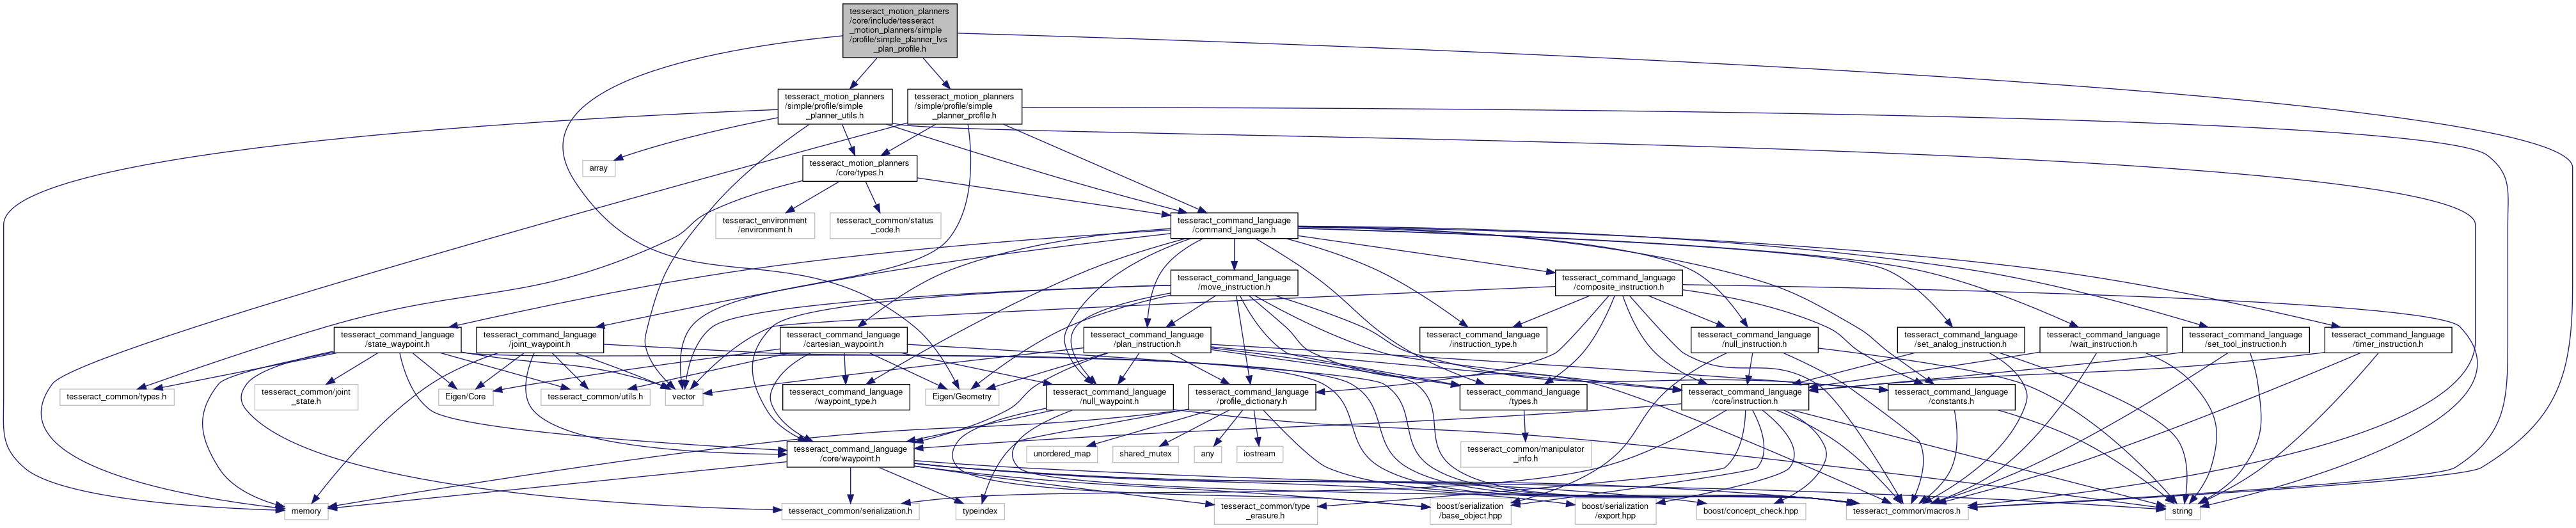 tesseract_motion_planners
/core/include/tesseract
_motion_planners/simple
/profile/simple_planner_lvs
_plan_profile.h
tesseract_motion_planners
/simple/profile/simple
_planner_utils.h
tesseract_motion_planners
/simple/profile/simple
_planner_profile.h
array
tesseract_motion_planners
/core/types.h
tesseract_environment
/environment.h
tesseract_common/status
_code.h
tesseract_command_language
/command_language.h
tesseract_command_language
/move_instruction.h
tesseract_command_language
/composite_instruction.h
tesseract_command_language
/state_waypoint.h
tesseract_command_language
/joint_waypoint.h
tesseract_command_language
/cartesian_waypoint.h
tesseract_command_language
/plan_instruction.h
tesseract_command_language
/instruction_type.h
tesseract_command_language
/null_instruction.h
tesseract_command_language
/set_analog_instruction.h
tesseract_command_language
/wait_instruction.h
tesseract_command_language
/set_tool_instruction.h
tesseract_command_language
/timer_instruction.h
tesseract_common/types.h
tesseract_common/joint
_state.h
Eigen/Core
tesseract_common/utils.h
vector
tesseract_command_language
/waypoint_type.h
Eigen/Geometry
tesseract_command_language
/null_waypoint.h
tesseract_command_language
/profile_dictionary.h
tesseract_command_language
/types.h
tesseract_command_language
/core/instruction.h
tesseract_command_language
/constants.h
tesseract_command_language
/core/waypoint.h
unordered_map
shared_mutex
any
iostream
tesseract_common/manipulator
_info.h
memory
tesseract_common/serialization.h
typeindex
tesseract_common/type
_erasure.h
boost/serialization
/base_object.hpp
boost/serialization
/export.hpp
boost/concept_check.hpp
tesseract_common/macros.h
string